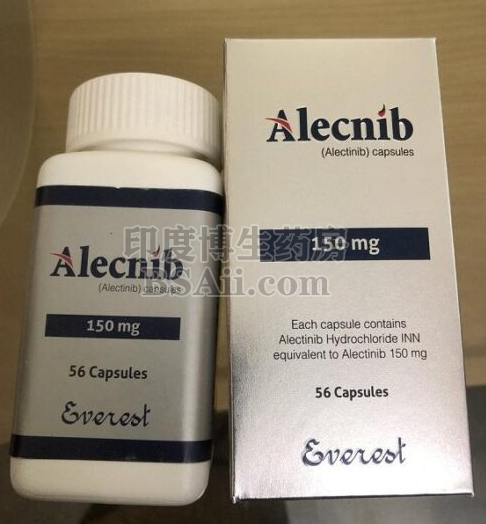 Alecnib
(Alectinib) capsules
150 mg
56 Capsules
Everest
Alecnib
(Alectinib) capsules
150 mg
Each capsule contains
Alectinib Hydrochloride INN
equivalent to Alectinib 150 mg
56 Capsules
Everest
印度博生药房
BSAii.com